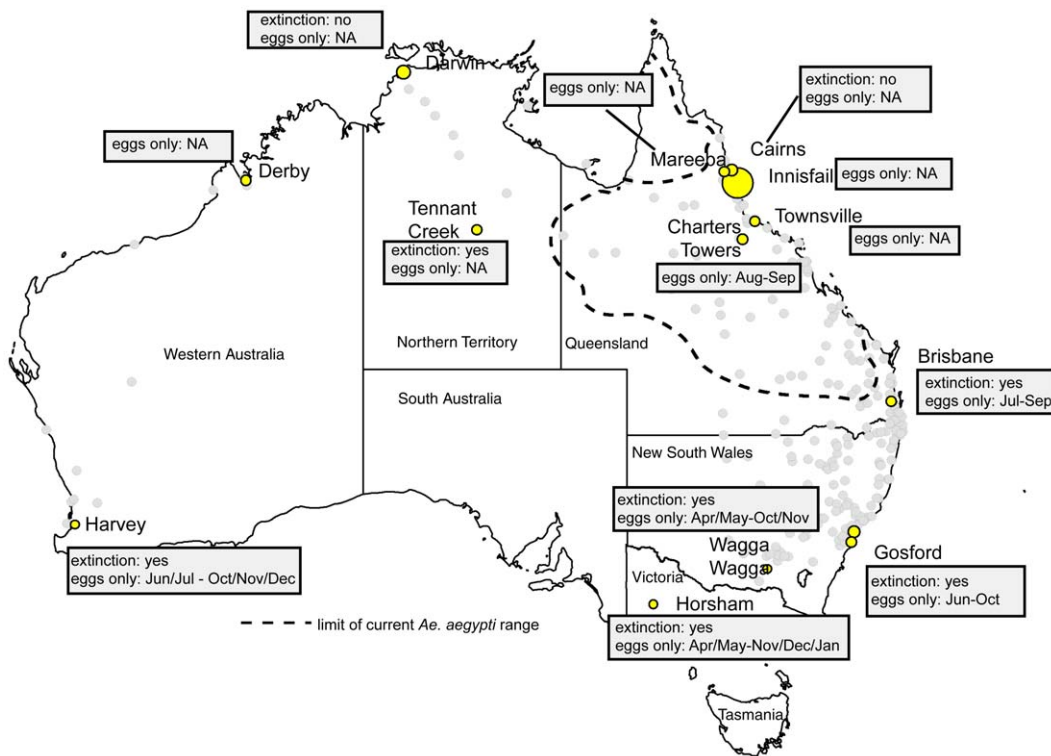 extinction: no
eggs only: NA
Darwin
eggs only: NA
extinction: no
eggs only: NA
eggs only: NA
Derby
Mareeba
Cairns
Innisfail
eggs only: NA
Tennant
Creek
extinction: yes
eggs only: NA
Charters
Towers
Townsville
eggs only: NA
eggs only: Aug-Sep
Western Australia
Northern Territory
Queensland
Brisbane
extinction: yes
eggs only: Jul-Sep
South Australia
New South Wales
extinction: yes
eggs only: Apr/May-Oct/Nov
Harvey
extinction: yes
eggs only: Jun/Jul - Oct/Nov/Dec
Wagga
Wagga
Gosford
extinction: yes
eggs only: Jun-Oct
Victoria
Horsham
extinction: yes
eggs only: Apr/May-Nov/Dec/Jan
limit of current Ae. aegypti range
Tasmania